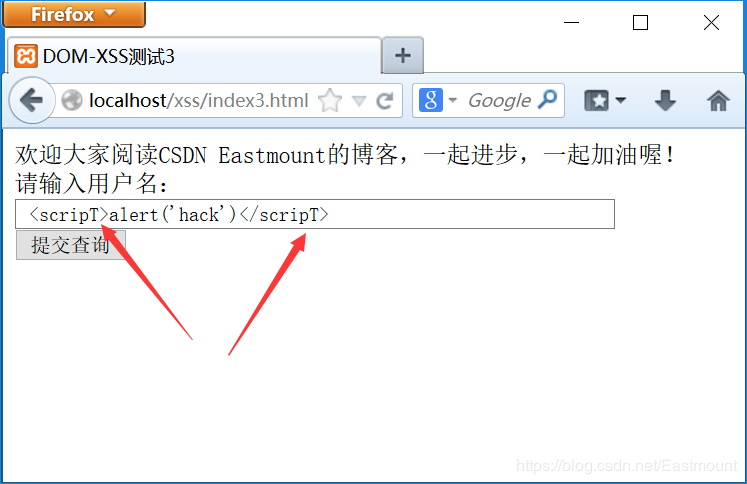 Firefox
DOM-XSS测试3
localhost/xss/index3.html
Google
欢迎大家阅读CSDN Eastmount的博客，一起进步，一起加油喔！
请输入用户名：
<scripT>alert('hack')</scripT>
提交查询
https://blog.csdn.net/Eastmount